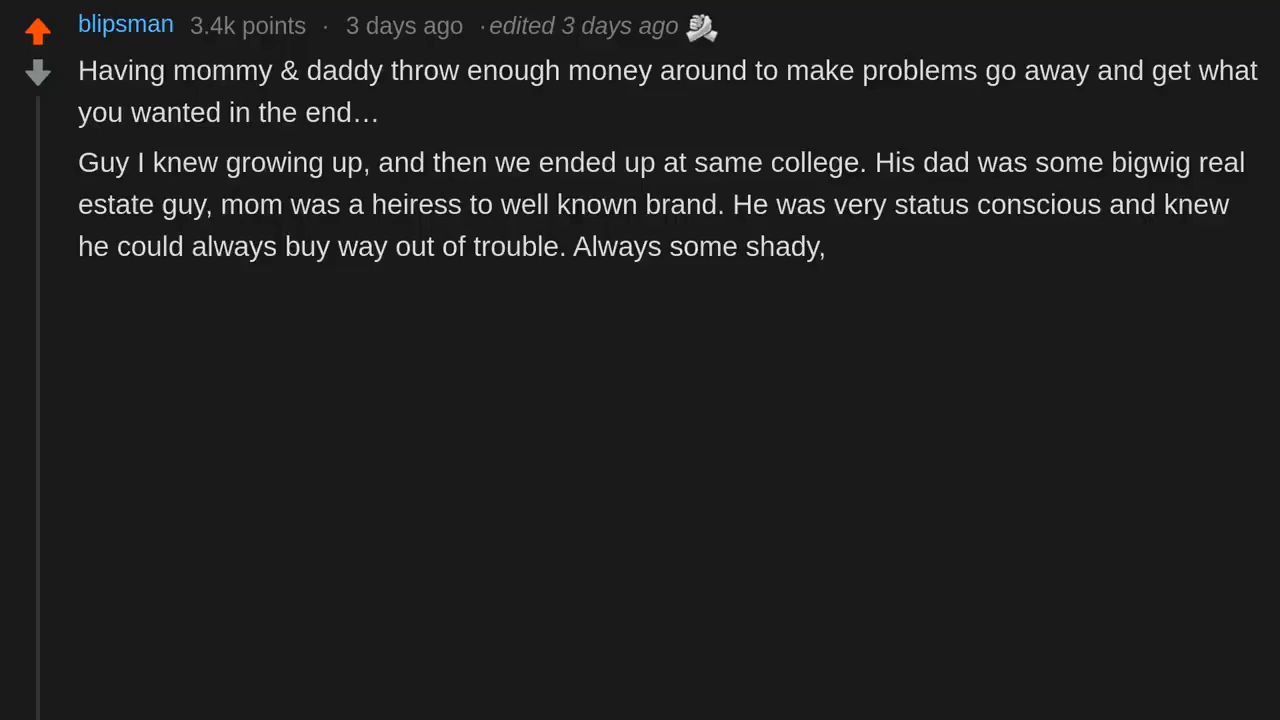 blipsman 3.4k points · 3 days ago · edited 3 days ago
Having mommy & daddy throw enough money around to make problems go away and get what
you wanted in the end…
Guy I knew growing up, and then we ended up at same college. His dad was some bigwig real
estate guy, mom was a heiress to well known brand. He was very status conscious and knew
he could always buy way out of trouble. Always some shady,